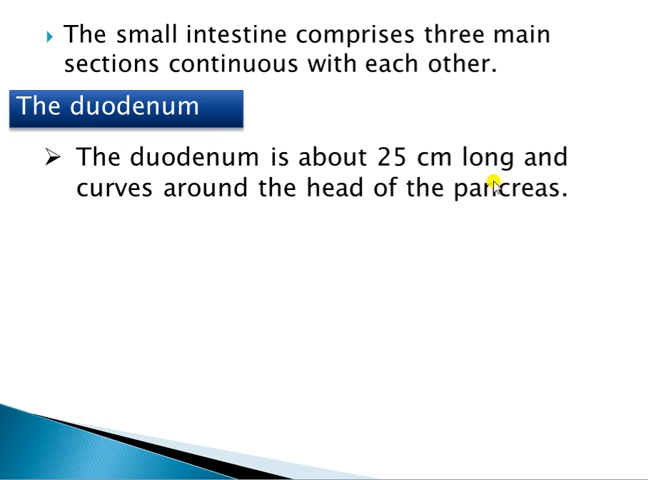 The small intestine comprises three main
sections continuous with each other.
The duodenum
The duodenum is about 25 cm long and
curves around the head of the pancreas.